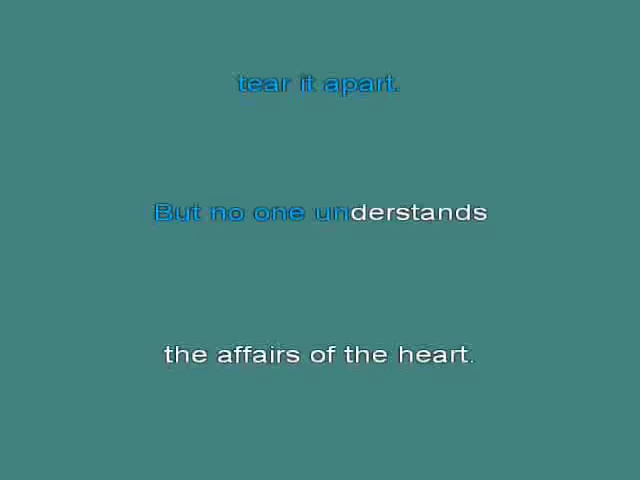 tear it apart.
But no one understands
the affairs of the heart.